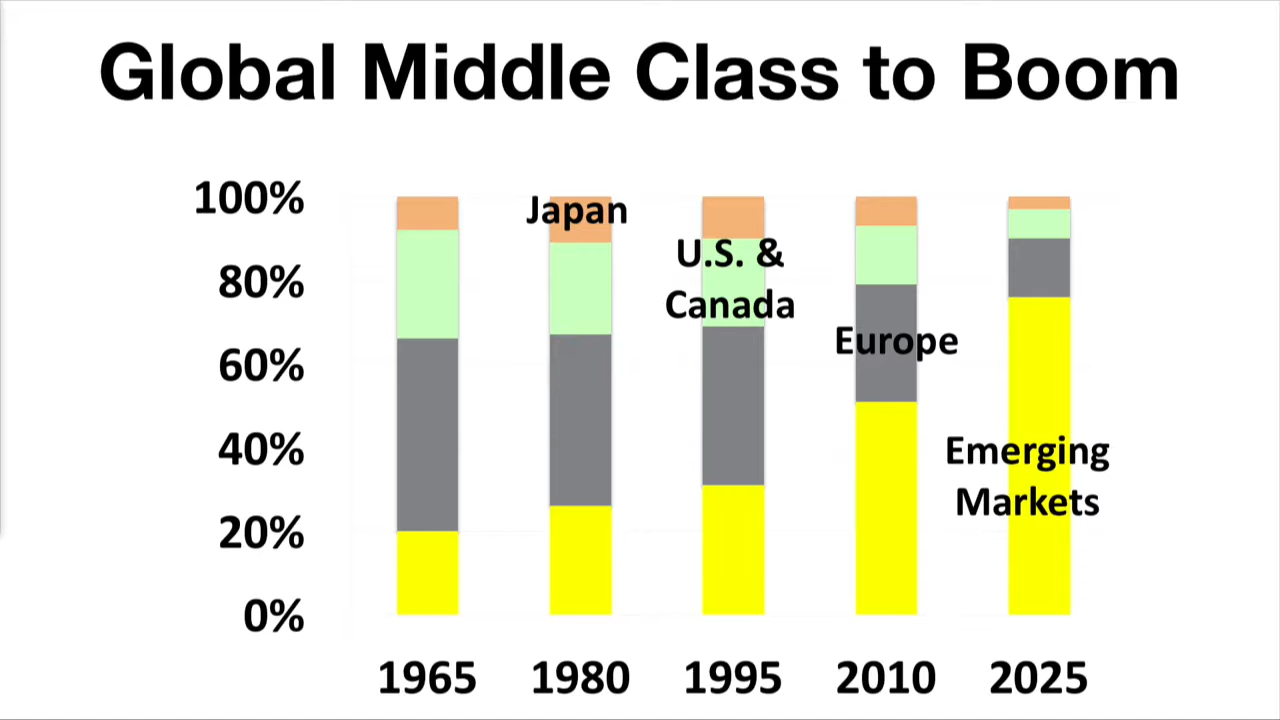 Global Middle Class to Boom
100%
80%
60%
40%
20%
0%
Japan
U.S. &
Canada
Europe
Emerging
Markets
1965 1980 1995 2010 2025